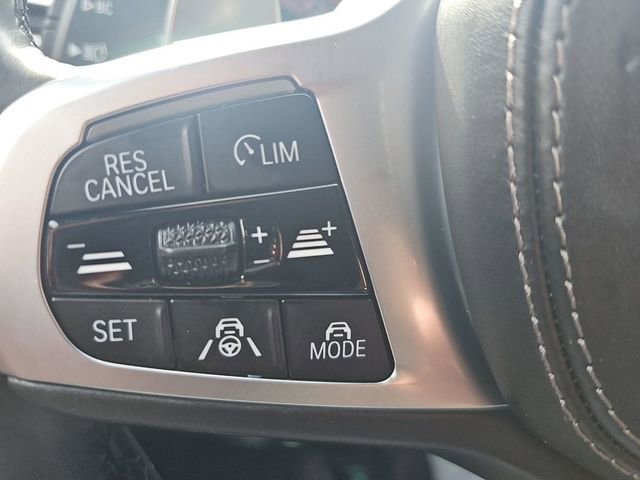 RES
CANCEL
LIM
-
+
-
+
SET
MODE